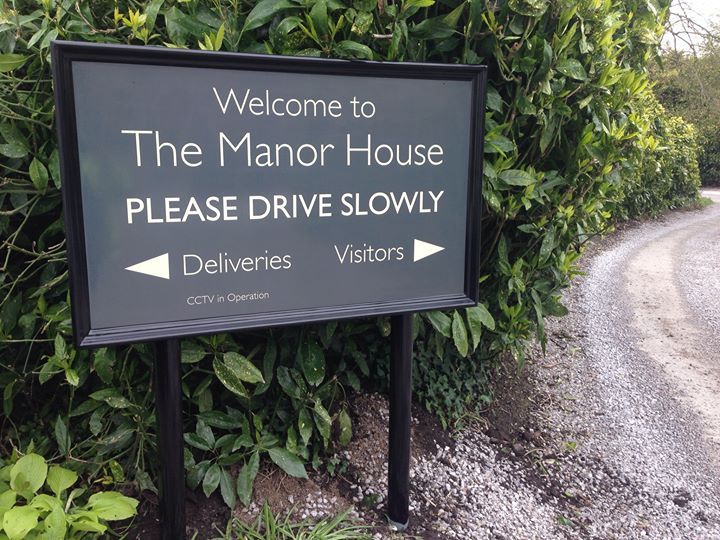 Welcome to
The Manor House
PLEASE DRIVE SLOWLY
Deliveries Visitors
CCTV in Operation